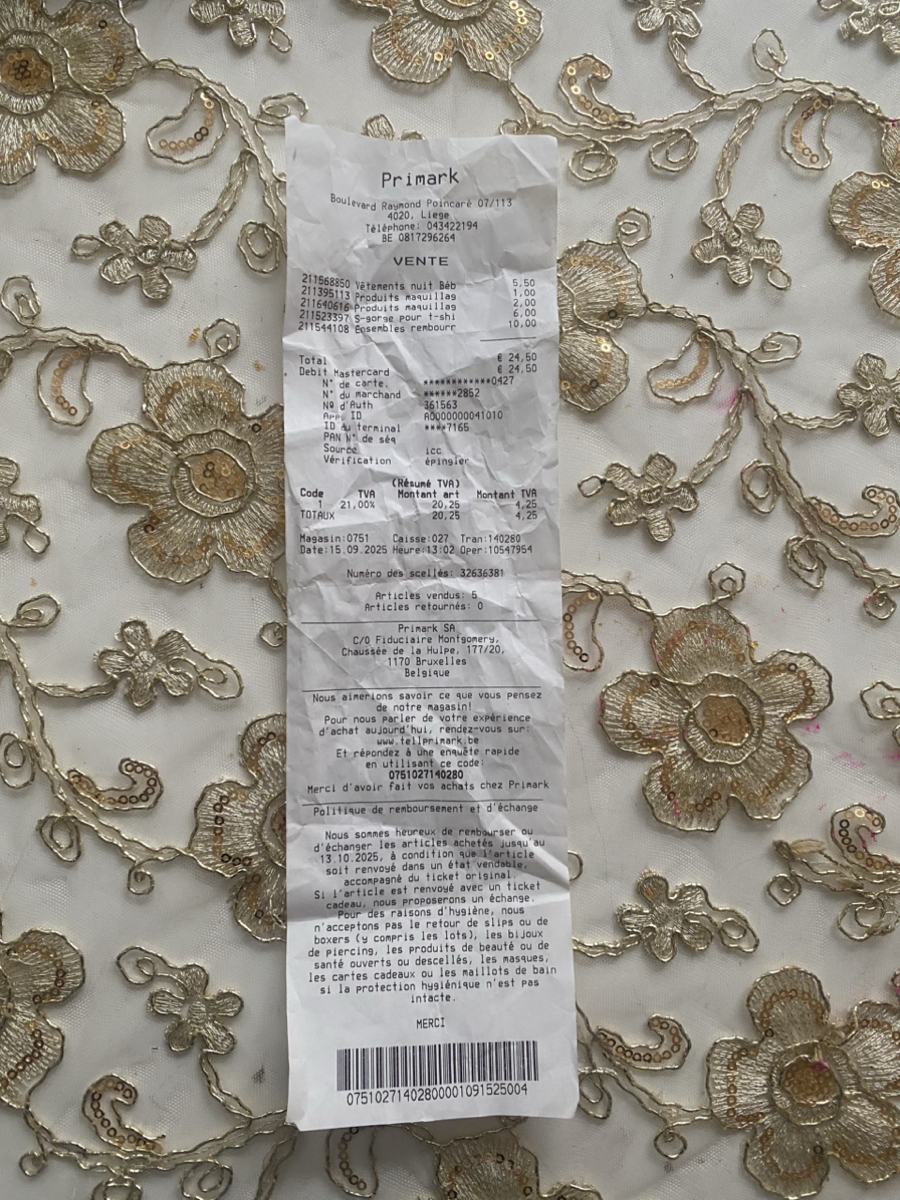 Primark
Boulevard Raymond Poincaré 07/113
4020, Liege
Téléphone: 043422194
BE 0817296264
VENTE
211568850 Vêtements nuit Béb 5,50
211395113 Produits maquillag 1,00
211640616 Produits maquillag 2,00
211523397 S-gorge pour t-shi 6,00
211544108 Ensembles rembourr 10,00
Total € 24,50
Debit Mastercard € 24,50
N° de carte. ************0427
N° du marchand ******2852
Nº d'Auth 361563
App. ID A0000000041010
ID du terminal ****7165
PAN N° de séq
Source icc
Vérification épingler
(Résumé TVA)
Code TVA Montant art Montant TVA
21,00% 20,25 4,25
TOTAUX 20,25 4,25
Magasin:0751 Caisse:027 Tran:140280
Date:15.09.2025 Heure:13:02 Oper:10547954
Numéro des scellés: 32636381
Articles vendus: 5
Articles retournés: 0
Primark SA
C/O Fiduciaire Montgomery,
Chaussée de la Hulpe, 177/20,
1170 Bruxelles
Belgique
Nous aimerions savoir ce que vous pensez
de notre magasin!
Pour nous parler de votre expérience
d'achat aujourd'hui, rendez-vous sur:
www.tellprimark.be
Et répondez à une enquête rapide
en utilisant ce code:
0751027140280
Merci d'avoir fait vos achats chez Primark
Politique de remboursement et d'échange
Nous sommes heureux de rembourser ou
d'échanger les articles achetés jusqu'au
13.10.2025, à condition que l'article
soit renvoyé dans un état vendable,
accompagné du ticket original.
Si l'article est renvoyé avec un ticket
cadeau, nous proposerons un échange.
Pour des raisons d'hygiène, nous
n'acceptons pas le retour de slips ou de
boxers (y compris les lots), les bijoux
de piercing, les produits de beauté ou de
santé ouverts ou descellés, les masques,
les cartes cadeaux ou les maillots de bain
si la protection hygiénique n'est pas
intacte.
MERCI
07510271402800001091525004